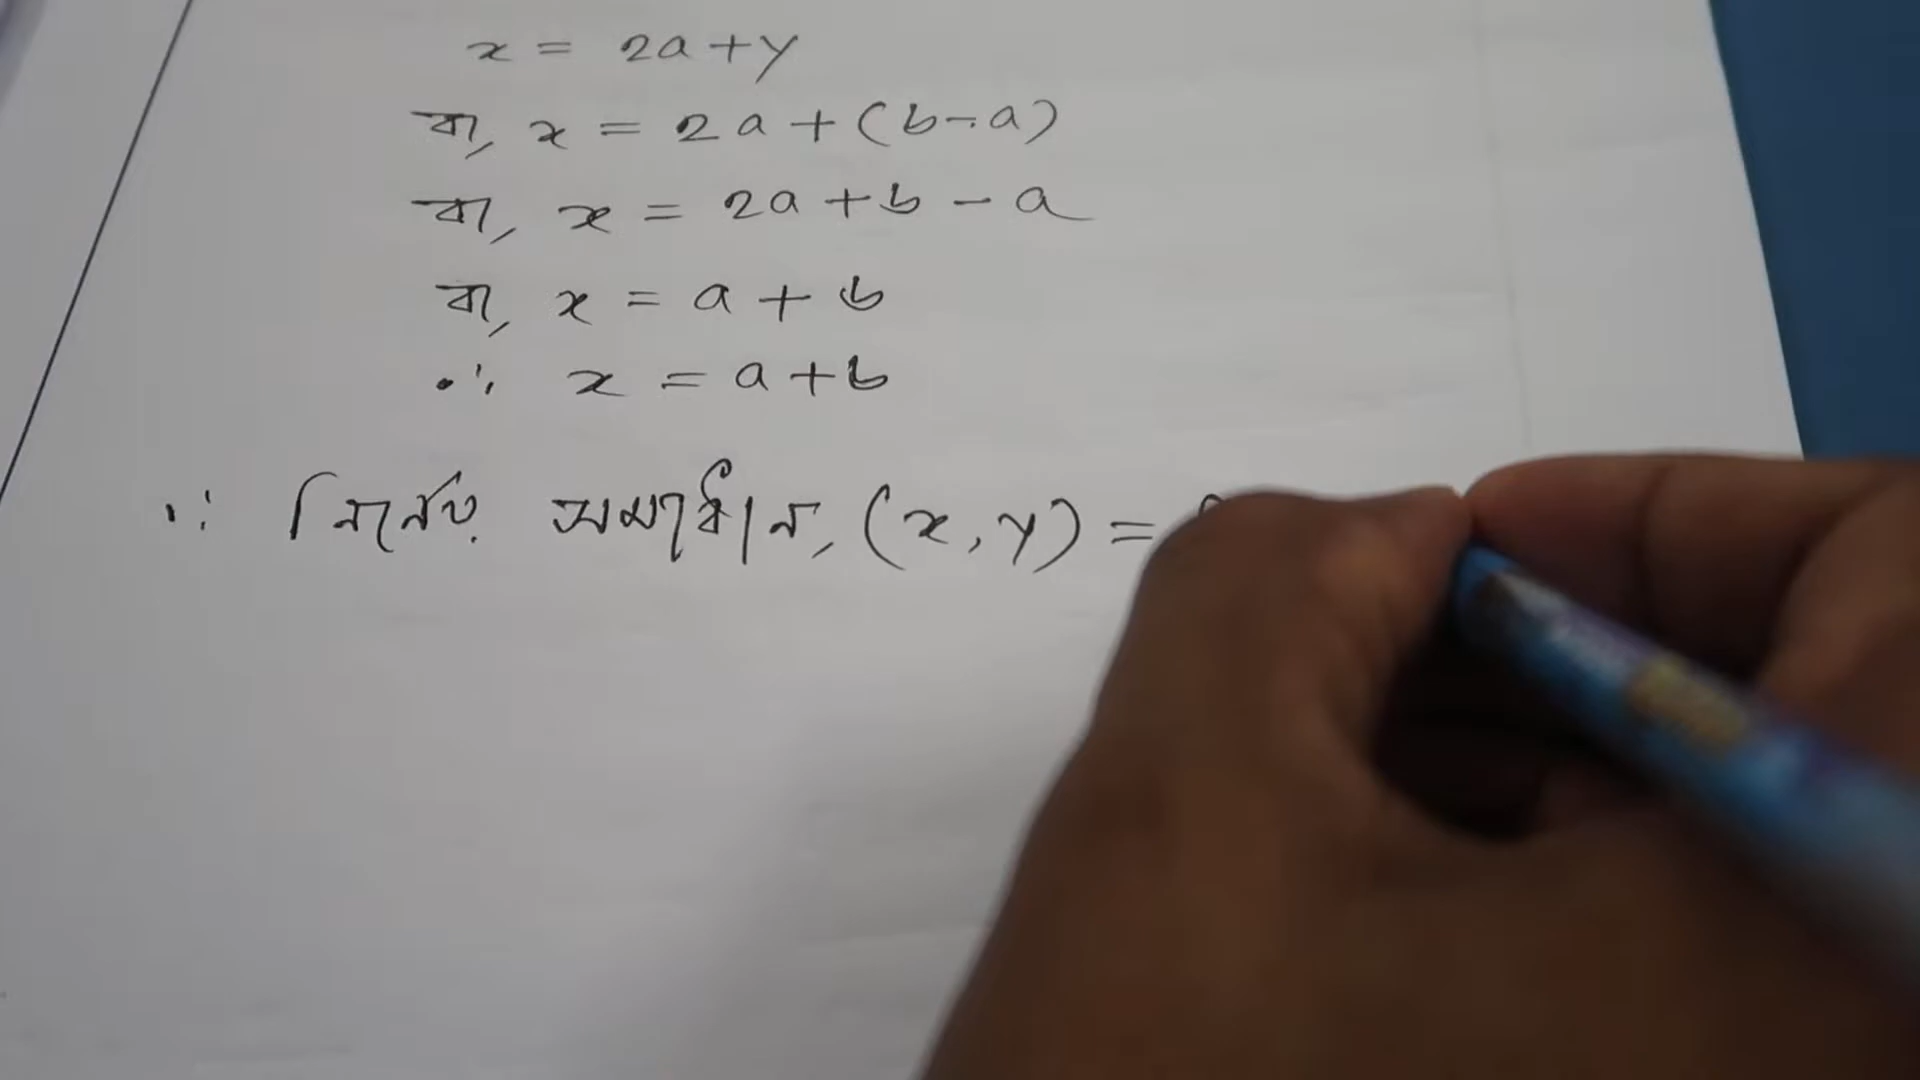 x = 2a + y
বা, x = 2a + (b - a)
বা, x = 2a + b - a
বা, x = a + b
∴ x = a + b
∴ নির্ণেয় সমাধান, (x, y) =